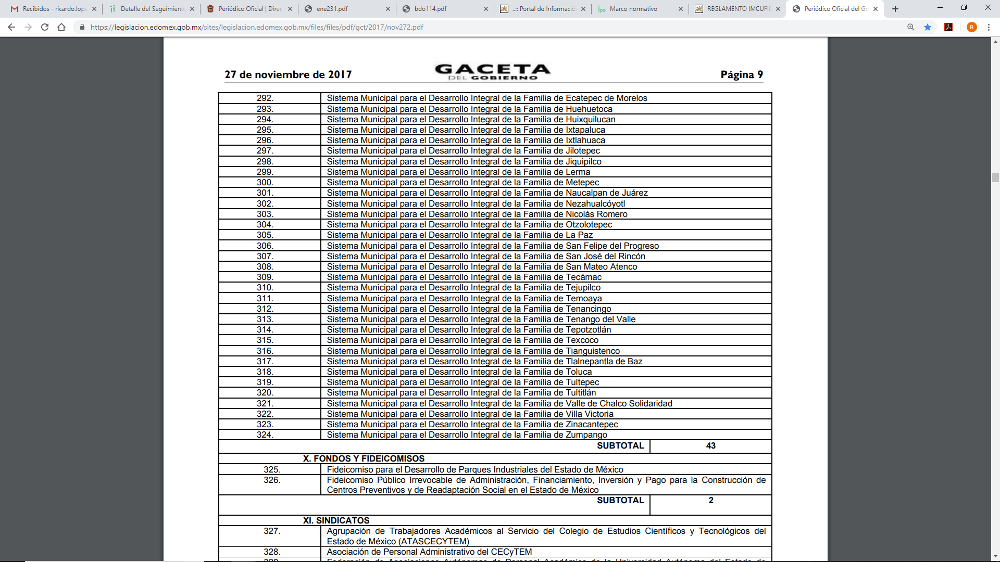 Recibidos - ricardo.lope
Detalle del Seguimiento
Periódico Oficial | Direc
ene231.pdf
bdo114.pdf
..:: Portal de Informació
Marco normativo
REGLAMENTO IMCUFID
Periódico Oficial del Go
https://legislacion.edomex.gob.mx/sites/legislacion.edomex.gob.mx/files/files/pdf/gct/2017/nov272.pdf
R
27 de noviembre de 2017
GACETA
DEL GOBIERNO
Página 9
292. Sistema Municipal para el Desarrollo Integral de la Familia de Ecatepec de Morelos
293. Sistema Municipal para el Desarrollo Integral de la Familia de Huehuetoca
294. Sistema Municipal para el Desarrollo Integral de la Familia de Huixquilucan
295. Sistema Municipal para el Desarrollo Integral de la Familia de Ixtapaluca
296. Sistema Municipal para el Desarrollo Integral de la Familia de Ixtlahuaca
297. Sistema Municipal para el Desarrollo Integral de la Familia de Jilotepec
298. Sistema Municipal para el Desarrollo Integral de la Familia de Jiquipilco
299. Sistema Municipal para el Desarrollo Integral de la Familia de Lerma
300. Sistema Municipal para el Desarrollo Integral de la Familia de Metepec
301. Sistema Municipal para el Desarrollo Integral de la Familia de Naucalpan de Juárez
302. Sistema Municipal para el Desarrollo Integral de la Familia de Nezahualcóyotl
303. Sistema Municipal para el Desarrollo Integral de la Familia de Nicolás Romero
304. Sistema Municipal para el Desarrollo Integral de la Familia de Otzolotepec
305. Sistema Municipal para el Desarrollo Integral de la Familia de La Paz
306. Sistema Municipal para el Desarrollo Integral de la Familia de San Felipe del Progreso
307. Sistema Municipal para el Desarrollo Integral de la Familia de San José del Rincón
308. Sistema Municipal para el Desarrollo Integral de la Familia de San Mateo Atenco
309. Sistema Municipal para el Desarrollo Integral de la Familia de Tecámac
310. Sistema Municipal para el Desarrollo Integral de la Familia de Tejupilco
311. Sistema Municipal para el Desarrollo Integral de la Familia de Temoaya
312. Sistema Municipal para el Desarrollo Integral de la Familia de Tenancingo
313. Sistema Municipal para el Desarrollo Integral de la Familia de Tenango del Valle
314. Sistema Municipal para el Desarrollo Integral de la Familia de Tepotzotlán
315. Sistema Municipal para el Desarrollo Integral de la Familia de Texcoco
316. Sistema Municipal para el Desarrollo Integral de la Familia de Tianguistenco
317. Sistema Municipal para el Desarrollo Integral de la Familia de Tlalnepantla de Baz
318. Sistema Municipal para el Desarrollo Integral de la Familia de Toluca
319. Sistema Municipal para el Desarrollo Integral de la Familia de Tultepec
320. Sistema Municipal para el Desarrollo Integral de la Familia de Tultitlán
321. Sistema Municipal para el Desarrollo Integral de la Familia de Valle de Chalco Solidaridad
322. Sistema Municipal para el Desarrollo Integral de la Familia de Villa Victoria
323. Sistema Municipal para el Desarrollo Integral de la Familia de Zinacantepec
324. Sistema Municipal para el Desarrollo Integral de la Familia de Zumpango
SUBTOTAL 43
X. FONDOS Y FIDEICOMISOS
325. Fideicomiso para el Desarrollo de Parques Industriales del Estado de México
326. Fideicomiso Público Irrevocable de Administración, Financiamiento, Inversión y Pago para la Construcción de
Centros Preventivos y de Readaptación Social en el Estado de México
SUBTOTAL 2
XI. SINDICATOS
327. Agrupación de Trabajadores Académicos al Servicio del Colegio de Estudios Científicos y Tecnológicos del
Estado de México (ATASCECYTEM)
328. Asociación de Personal Administrativo del CECyTEM
329. Federación de Asociaciones Autónomas de Personal Académico de la Universidad Autónoma del Estado de